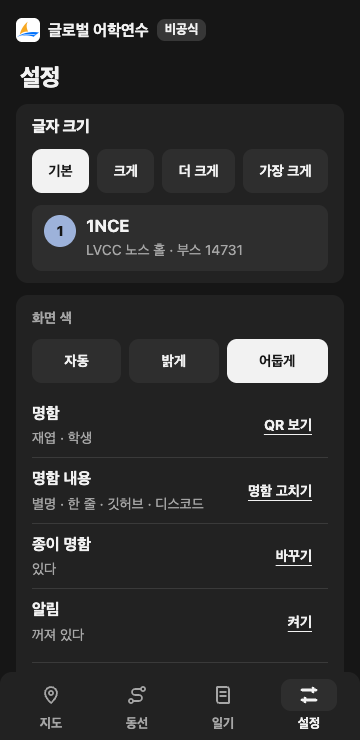 글로벌 어학연수 비공식
설정
글자 크기
기본 크게 더 크게 가장 크게
1 1NCE
LVCC 노스 홀 · 부스 14731
화면 색
자동 밝게 어둡게
명함
재엽 · 학생
QR 보기
명함 내용
별명 · 한 줄 · 깃허브 · 디스코드
명함 고치기
종이 명함
있다
바꾸기
알림
꺼져 있다
켜기
지도 동선 일기 설정